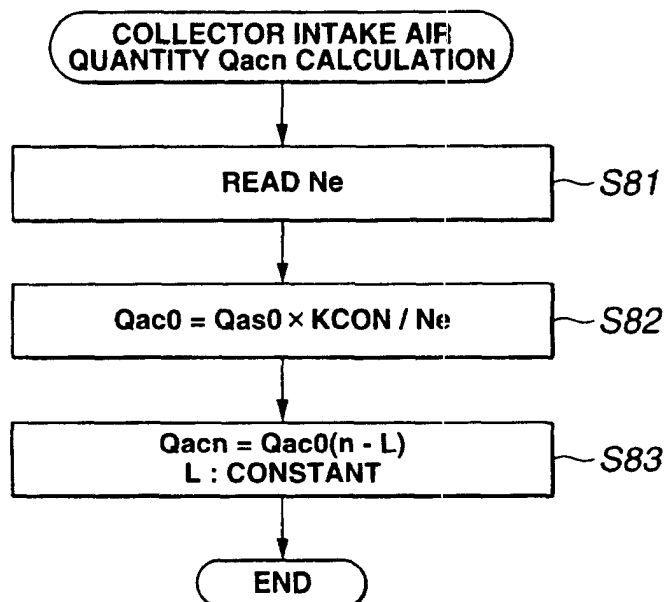 COLLECTOR INTAKE AIR
QUANTITY Qacn CALCULATION
READ Ne
S81
Qac0 = Qas0 × KCON / Ne
S82
Qacn = Qac0(n - L)
L : CONSTANT
S83
END